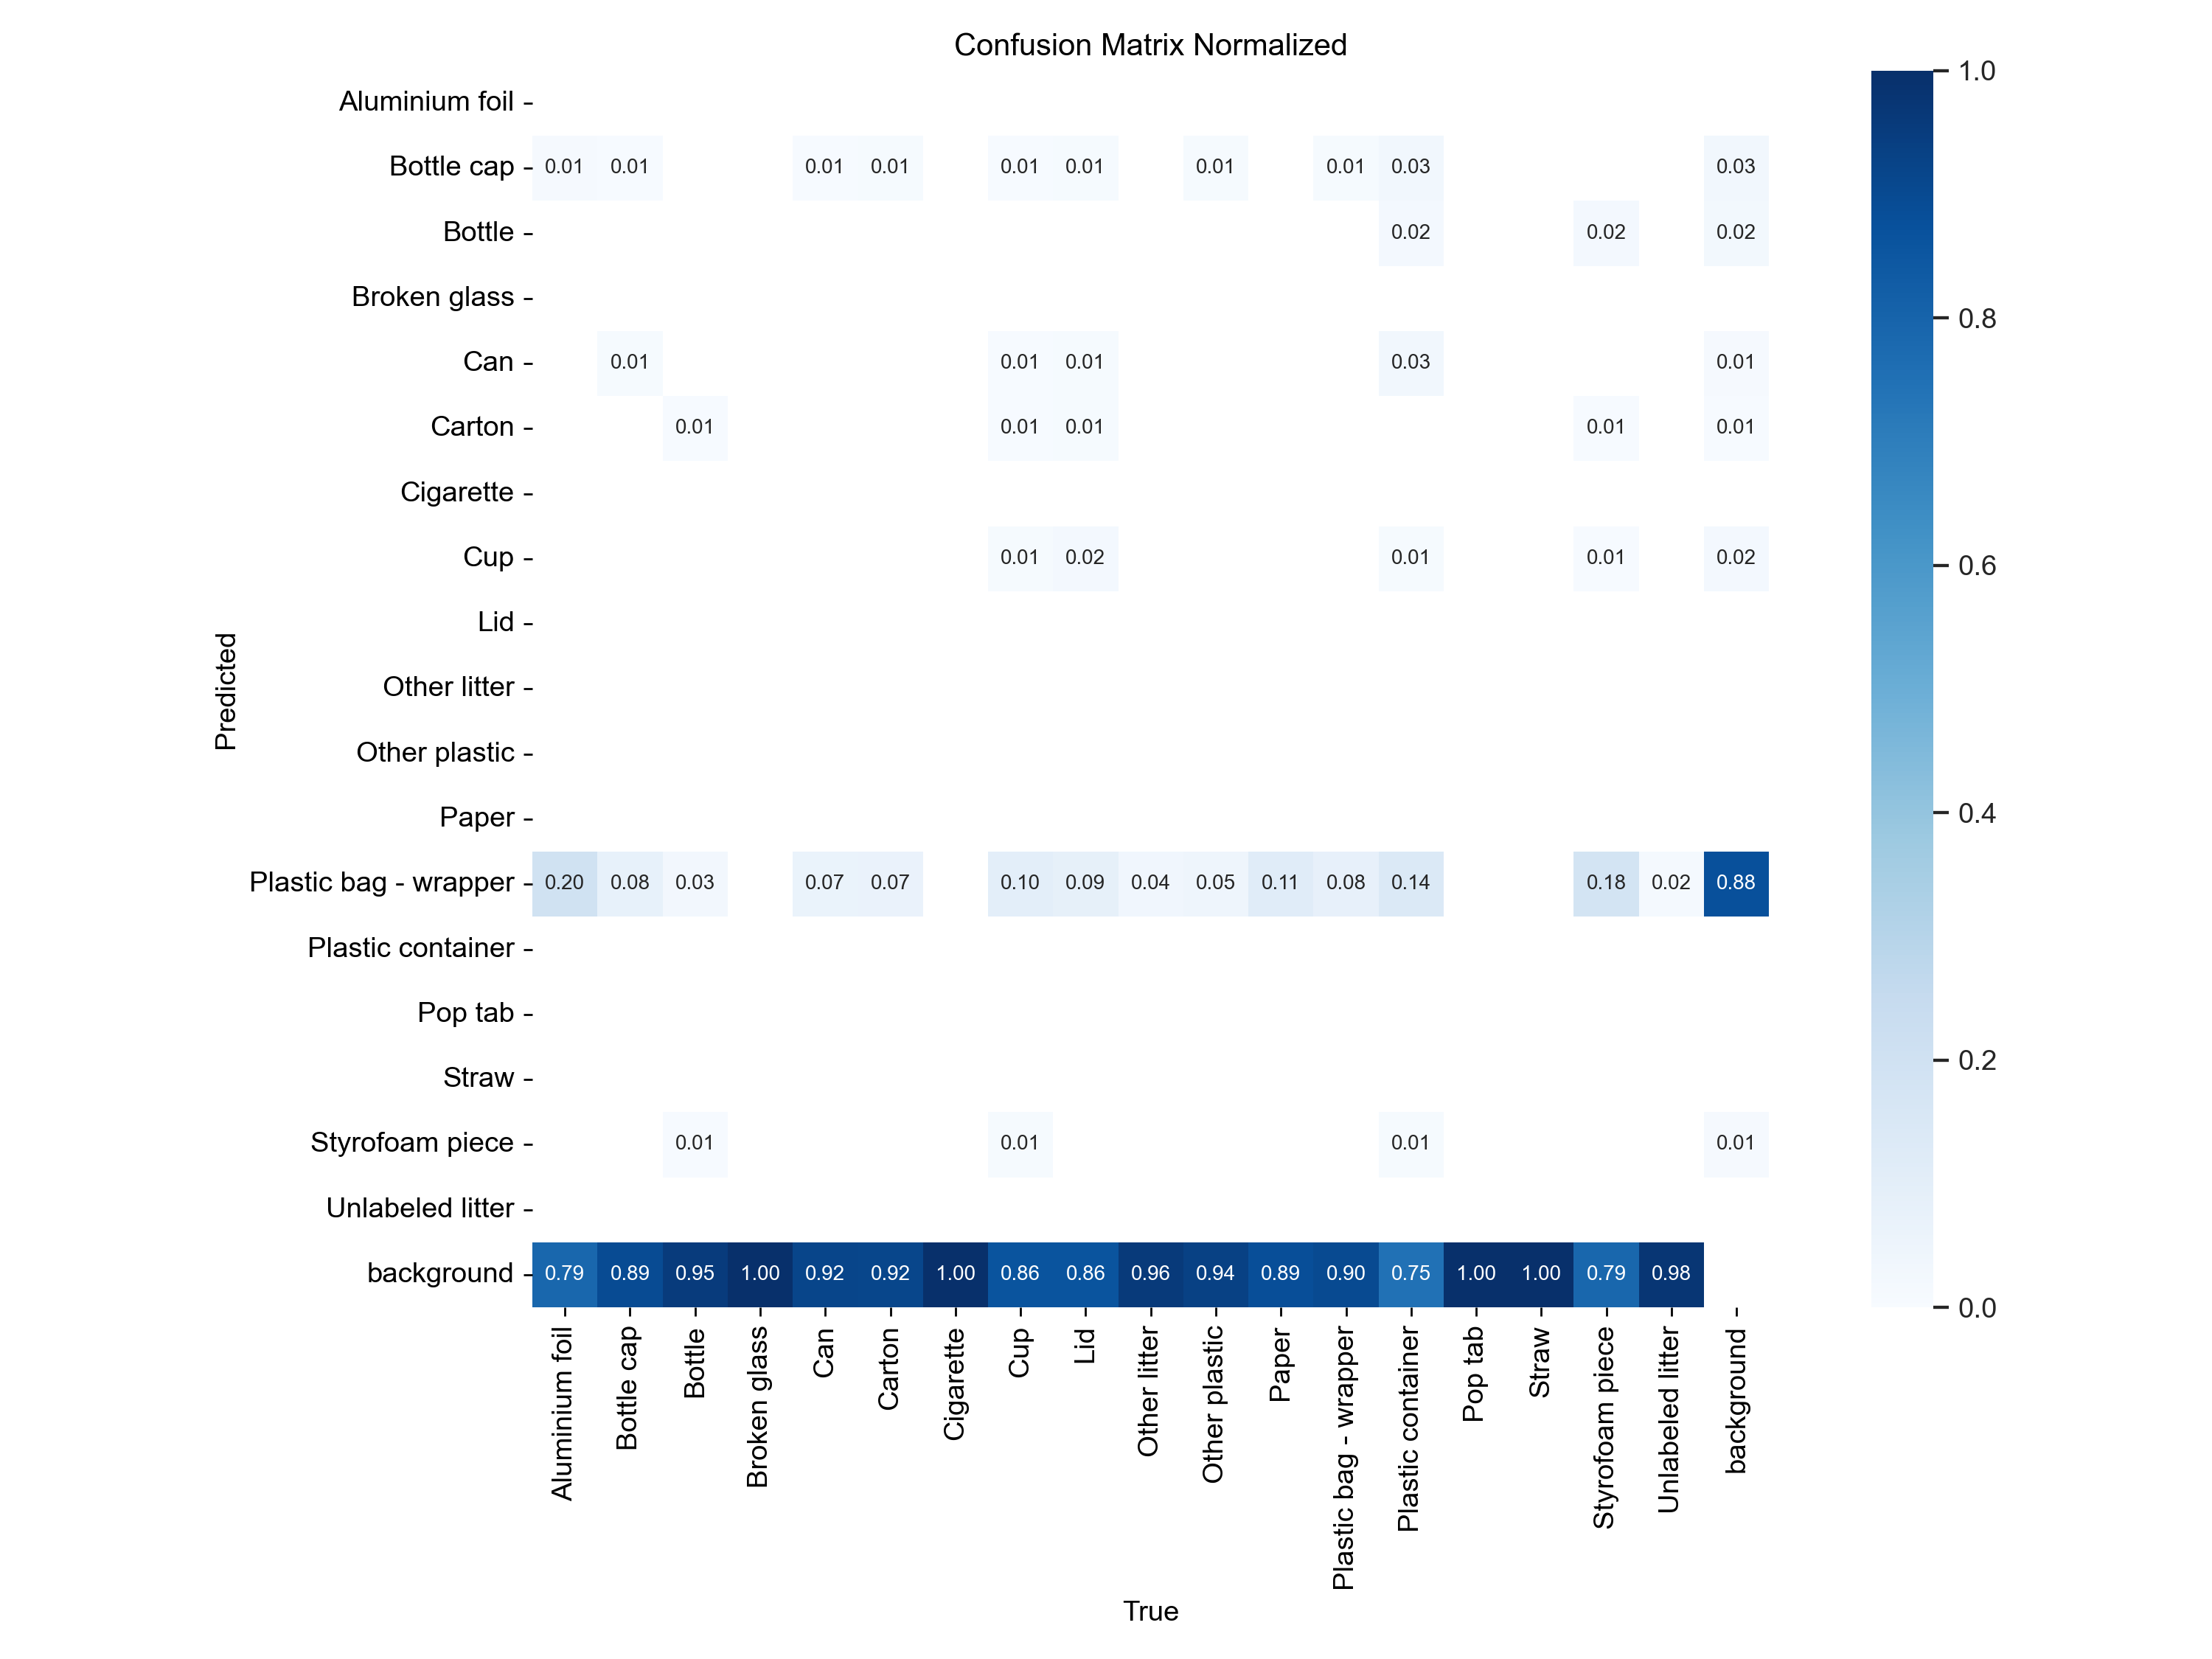 Confusion Matrix Normalized
1.0
Aluminium foil
Bottle cap 0.01 0.01 0.01 0.01 0.01 0.01 0.01 0.01 0.03 0.03
Bottle 0.02 0.02 0.02
Broken glass
0.8
Can 0.01 0.01 0.01 0.03 0.01
Carton 0.01 0.01 0.01 0.01 0.01
Cigarette
Cup 0.01 0.02 0.01 0.01 0.02
0.6
Lid
Predicted
Other litter
Other plastic
Paper
0.4
Plastic bag - wrapper 0.20 0.08 0.03 0.07 0.07 0.10 0.09 0.04 0.05 0.11 0.08 0.14 0.18 0.02 0.88
Plastic container
Pop tab
0.2
Straw
Styrofoam piece 0.01 0.01 0.01 0.01
Unlabeled litter
background 0.79 0.89 0.95 1.00 0.92 0.92 1.00 0.86 0.86 0.96 0.94 0.89 0.90 0.75 1.00 1.00 0.79 0.98
0.0
Aluminium foil
Bottle cap
Bottle
Broken glass
Can
Carton
Cigarette
Cup
Lid
Other litter
Other plastic
Paper
Plastic bag - wrapper
Plastic container
Pop tab
Straw
Styrofoam piece
Unlabeled litter
background
True